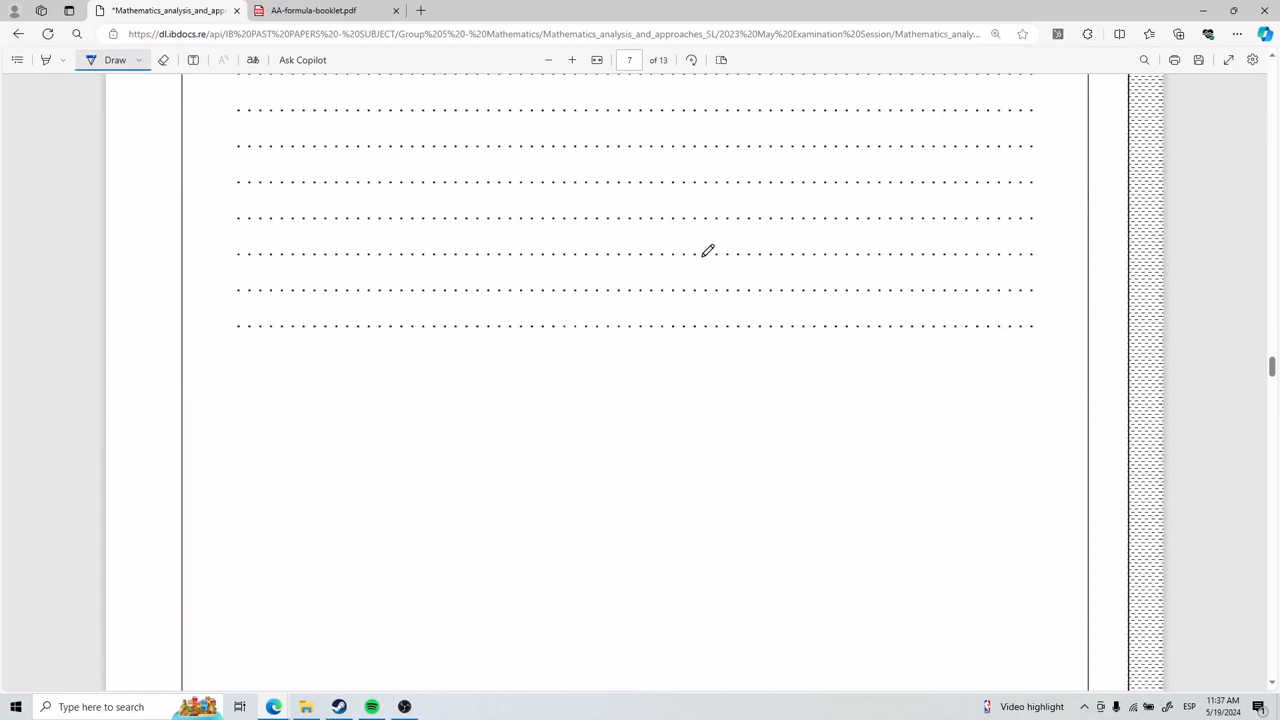 *Mathematics_analysis_and_app
AA-formula-booklet.pdf
https://dl.ibdocs.re/api/IB%20PAST%20PAPERS%20-%20SUBJECT/Group%205%20-%20Mathematics/Mathematics_analysis_and_approaches_SL/2023%20May%20Examination%20Session/Mathematics_analy...
Draw
Ask Copilot
7 of 13
Type here to search
Video highlight
ESP
11:37 AM
5/19/2024
1